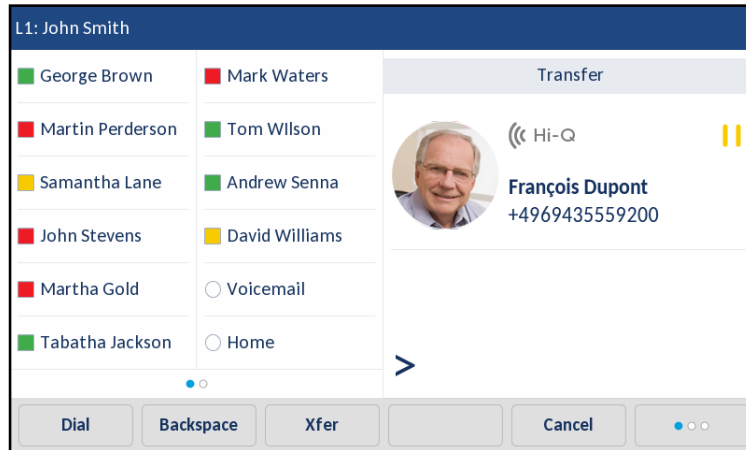 L1: John Smith
George Brown
Mark Waters
Martin Perderson
Tom WIlson
Samantha Lane
Andrew Senna
John Stevens
David Williams
Martha Gold
Voicemail
Tabatha Jackson
Home
Transfer
Hi-Q
François Dupont
+4969435559200
>
Dial
Backspace
Xfer
Cancel